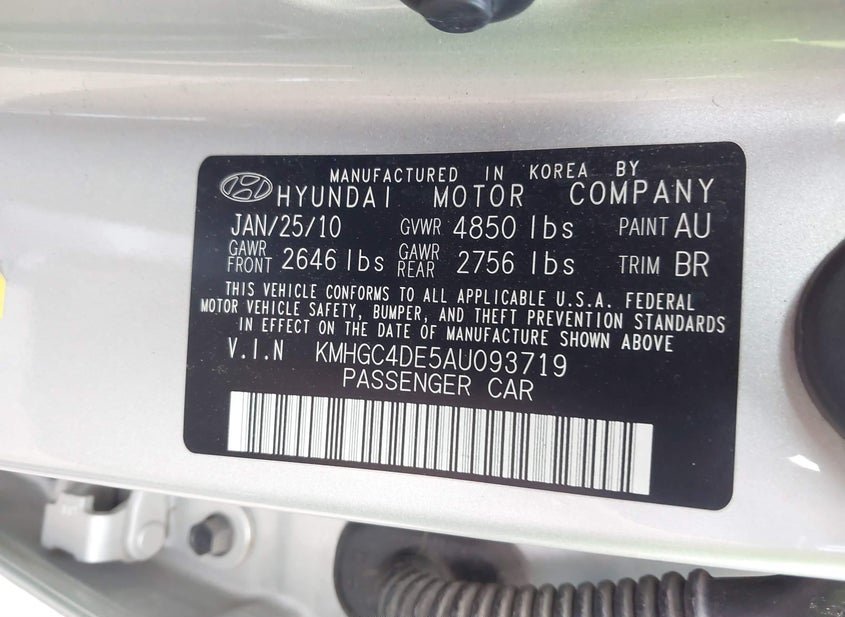 MANUFACTURED IN KOREA BY
HYUNDAI MOTOR COMPANY
JAN/25/10 GVWR 4850 lbs PAINT AU
GAWR FRONT 2646 lbs GAWR REAR 2756 lbs TRIM BR
THIS VEHICLE CONFORMS TO ALL APPLICABLE U.S.A. FEDERAL
MOTOR VEHICLE SAFETY, BUMPER, AND THEFT PREVENTION STANDARDS
IN EFFECT ON THE DATE OF MANUFACTURE SHOWN ABOVE
V.I.N KMHGC4DE5AU093719
PASSENGER CAR